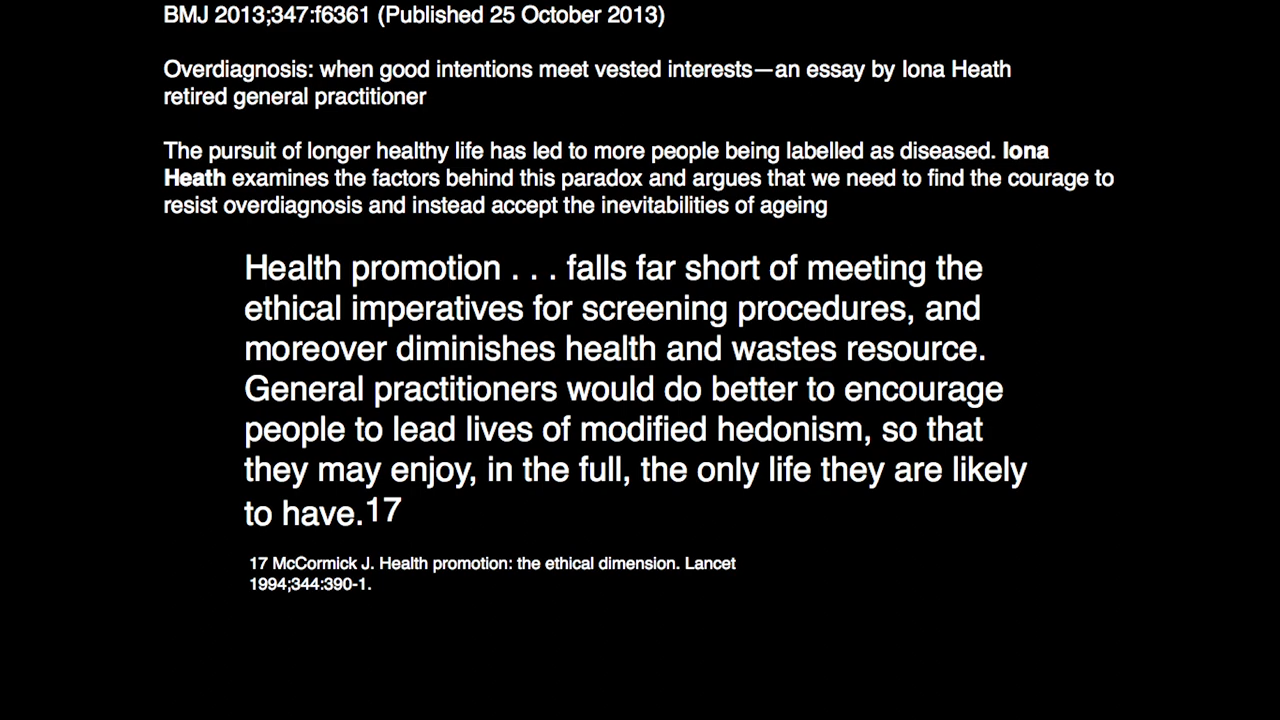 BMJ 2013;347:f6361 (Published 25 October 2013)
Overdiagnosis: when good intentions meet vested interests—an essay by Iona Heath
retired general practitioner
The pursuit of longer healthy life has led to more people being labelled as diseased. Iona
Heath examines the factors behind this paradox and argues that we need to find the courage to
resist overdiagnosis and instead accept the inevitabilities of ageing
Health promotion . . . falls far short of meeting the
ethical imperatives for screening procedures, and
moreover diminishes health and wastes resource.
General practitioners would do better to encourage
people to lead lives of modified hedonism, so that
they may enjoy, in the full, the only life they are likely
to have.17
17 McCormick J. Health promotion: the ethical dimension. Lancet
1994;344:390-1.